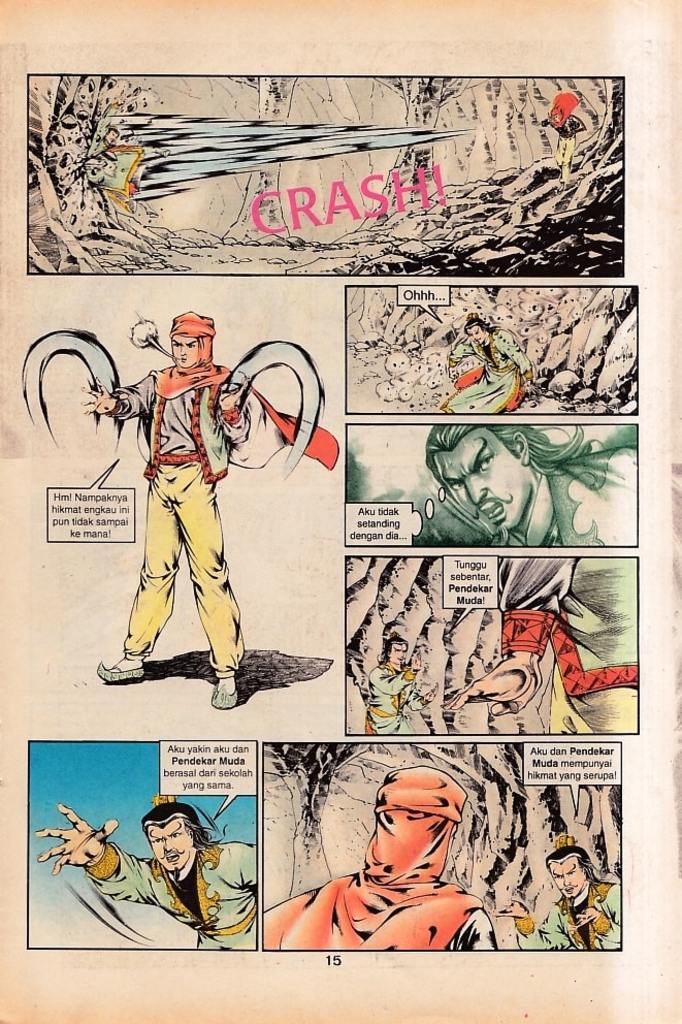 CRASH!
Ohhh...
Hm! Nampaknya
hikmat engkau ini
pun tidak sampai
ke mana!
Aku tidak
setanding
dengan dia...
Tunggu
sebentar,
Pendekar
Muda!
Aku yakin aku dan
Pendekar Muda
berasal dari sekolah
yang sama.
Aku dan Pendekar
Muda mempunyai
hikmat yang serupa!
15